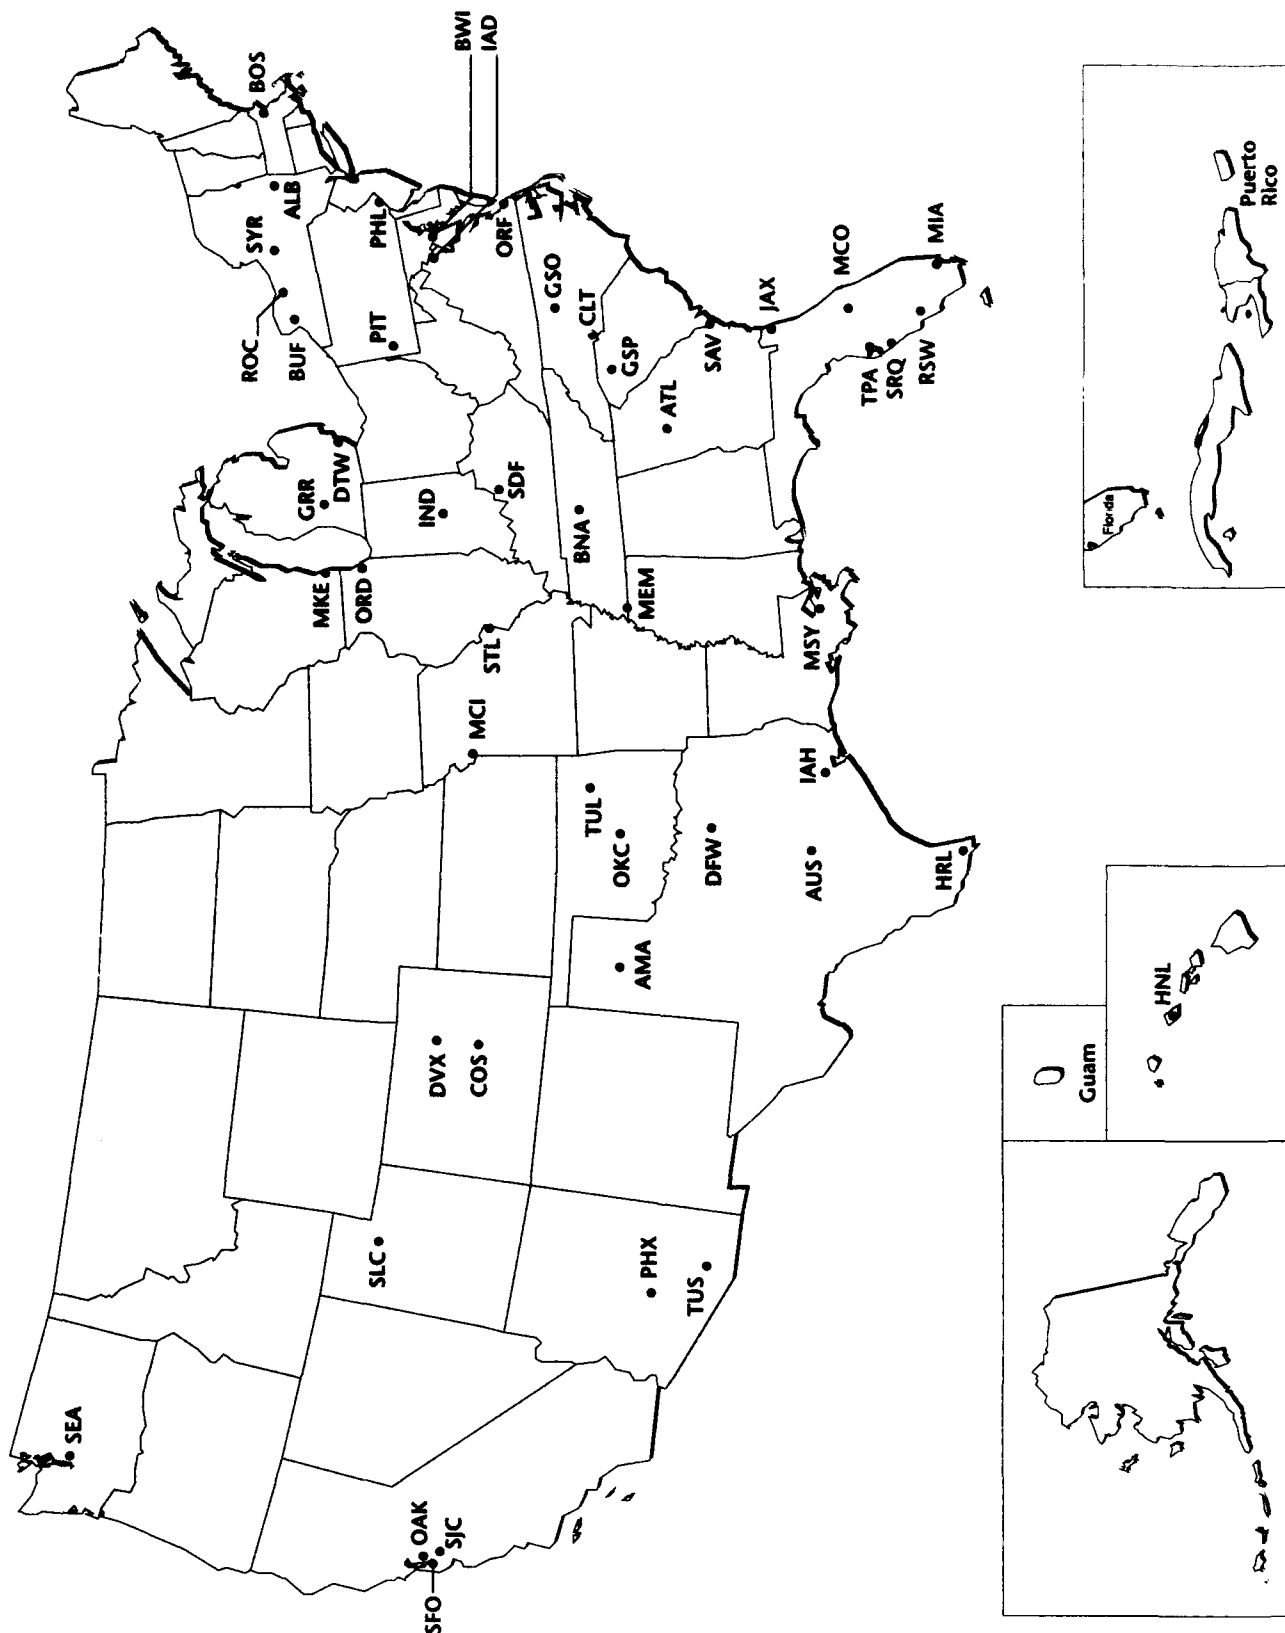 SEA
SFO
OAK
SJC
SLC
PHX
TUS
DVX
COS
AMA
OKC
TUL
DFW
AUS
IAH
HRL
MCI
STL
MKE
ORD
MEM
MSY
GRR
DTW
IND
SDF
BNA
ATL
ROC
BUF
SYR
ALB
BOS
PIT
PHL
BWI
IAD
ORF
GSO
CLT
GSP
SAV
JAX
MCO
TPA
SRQ
RSW
MIA
Guam
HNL
Florida
Puerto
Rico